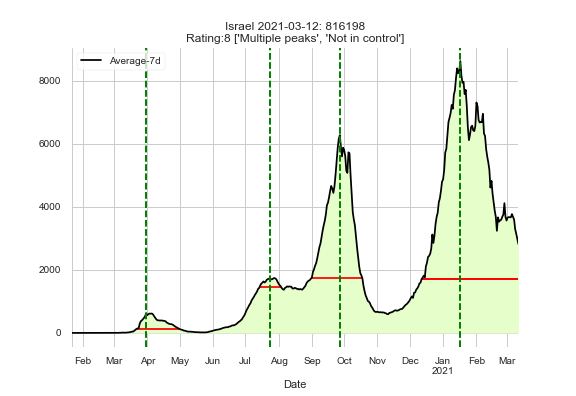 Israel 2021-03-12: 816198
Rating:8 ['Multiple peaks', 'Not in control']
Average-7d
8000
6000
4000
2000
0
Feb Mar Apr May Jun Jul Aug Sep Oct Nov Dec Jan Feb Mar
2021
Date